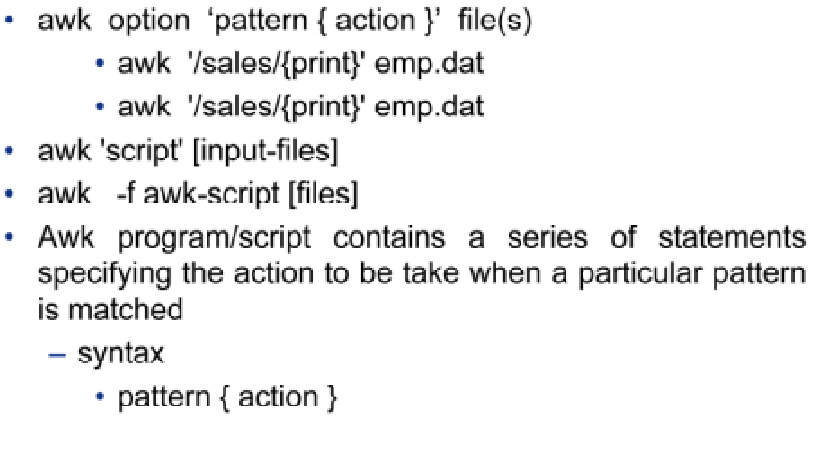 • awk option ‘pattern { action }’ file(s)
• awk '/sales/{print}' emp.dat
• awk '/sales/{print}' emp.dat
• awk 'script' [input-files]
• awk -f awk-script [files]
• Awk program/script contains a series of statements
specifying the action to be take when a particular pattern
is matched
– syntax
• pattern { action }